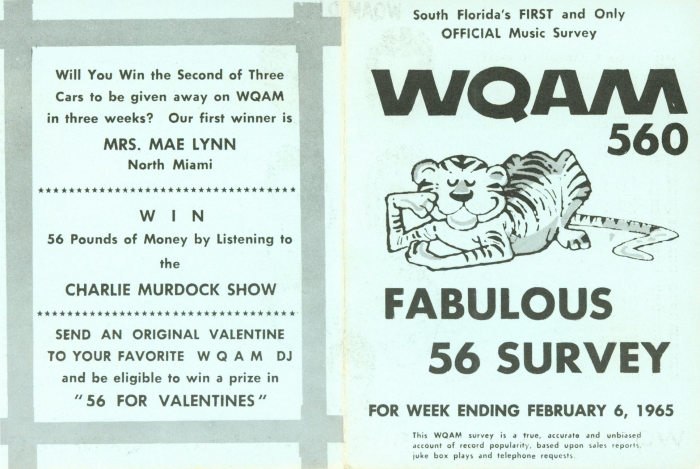 Will You Win the Second of Three
Cars to be given away on WQAM
in three weeks? Our first winner is
MRS. MAE LYNN
North Miami
WIN
56 Pounds of Money by Listening to
the
CHARLIE MURDOCK SHOW
SEND AN ORIGINAL VALENTINE
TO YOUR FAVORITE WQAM DJ
and be eligible to win a prize in
"56 FOR VALENTINES"
South Florida's FIRST and Only
OFFICIAL Music Survey
WQAM
560
FABULOUS
56 SURVEY
FOR WEEK ENDING FEBRUARY 6, 1965
This WQAM survey is a true, accurate and unbiased
account of record popularity, based upon sales reports,
juke box plays and telephone requests.